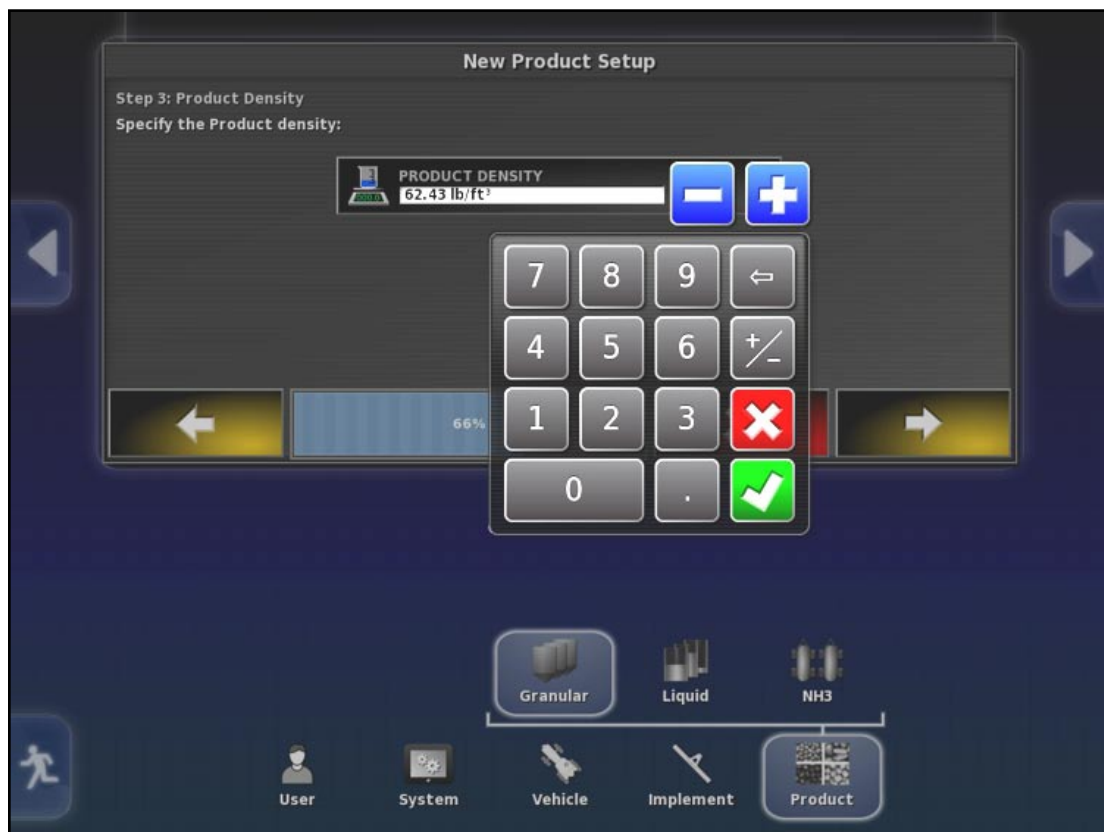 New Product Setup
Step 3: Product Density
Specify the Product density:
PRODUCT DENSITY
62.43 lb/ft³
7 8 9 ⇦
4 5 6 +/−
66%
1 2 3
0 .
Granular Liquid NH3
User System Vehicle Implement Product